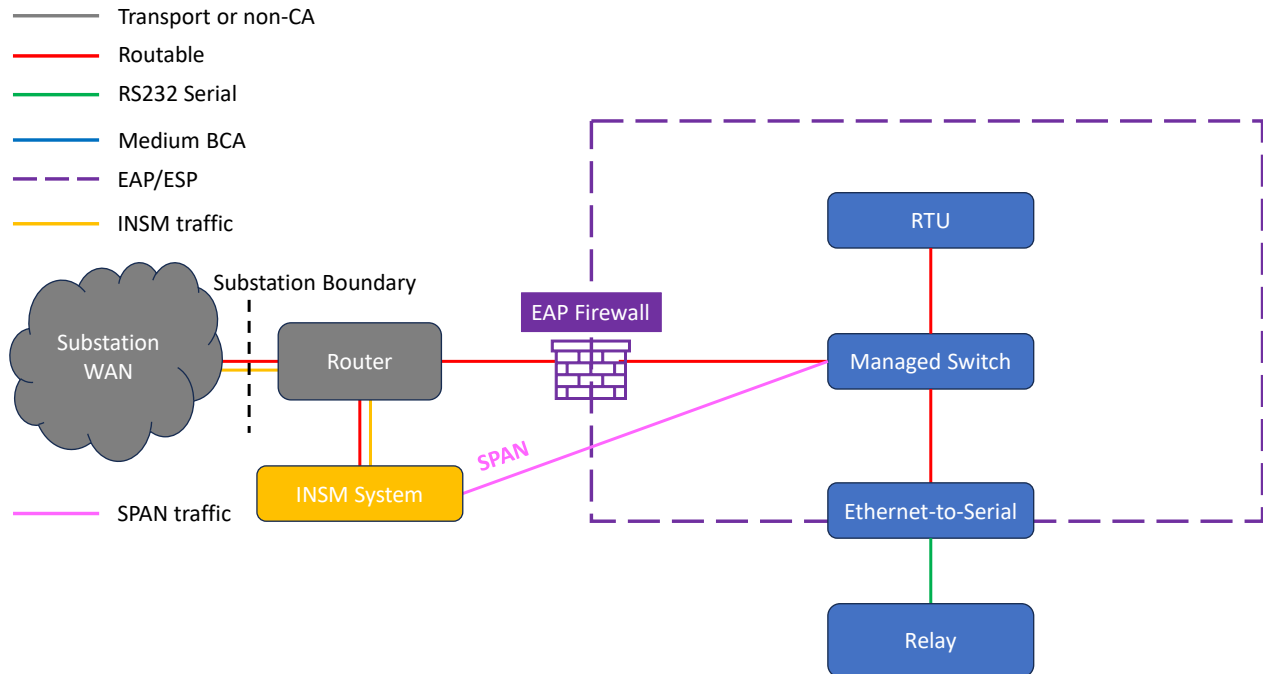 Transport or non-CA
Routable
RS232 Serial
Medium BCA
EAP/ESP
INSM traffic
Substation Boundary
Substation
WAN
Router
EAP Firewall
RTU
Managed Switch
SPAN
INSM System
SPAN traffic
Ethernet-to-Serial
Relay